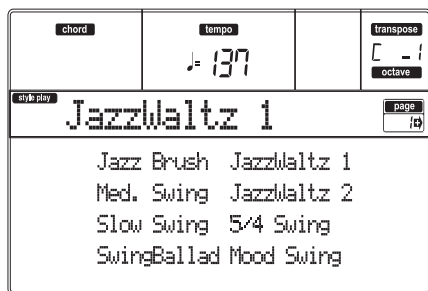 chord
tempo
transpose
♩= 137
C -1
octave
style play
JazzWaltz 1
page
1
Jazz Brush JazzWaltz 1
Med. Swing JazzWaltz 2
Slow Swing 5/4 Swing
SwingBallad Mood Swing